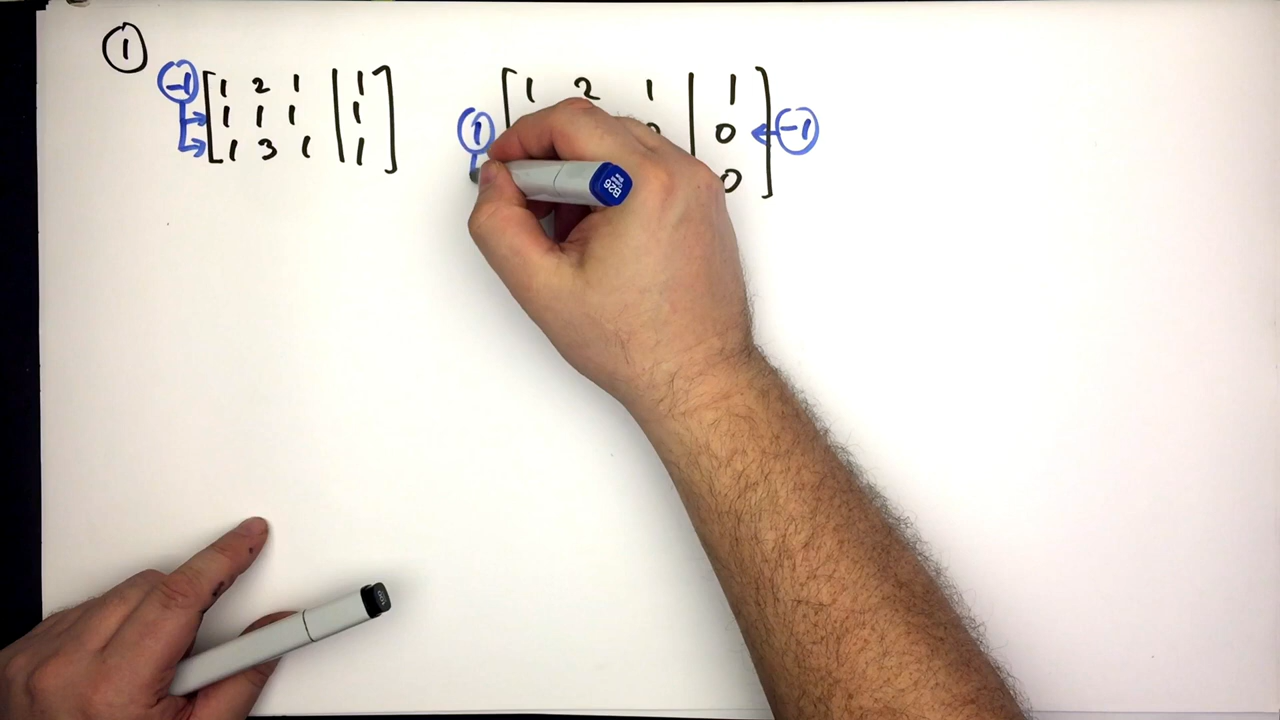 ①
-1 [1 2 1 | 1] [1 2 1 | 1]
1 1 1 | 1
1 0 -1
1 3 1 | 1
0
B26
100